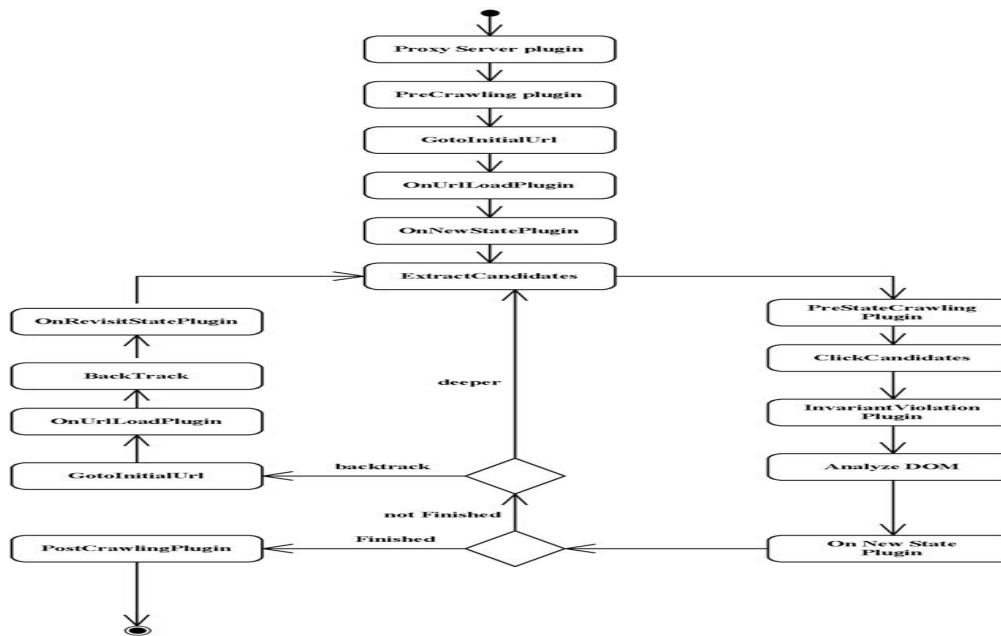 Proxy Server plugin
PreCrawling plugin
GotoInitialUrl
OnUrlLoadPlugin
OnNewStatePlugin
ExtractCandidates
OnRevisitStatePlugin
PreStateCrawling
Plugin
ClickCandidates
BackTrack
deeper
InvariantViolation
Plugin
OnUrlLoadPlugin
backtrack
GotoInitialUrl
Analyze DOM
not Finished
Finished
PostCrawlingPlugin
On New State
Plugin